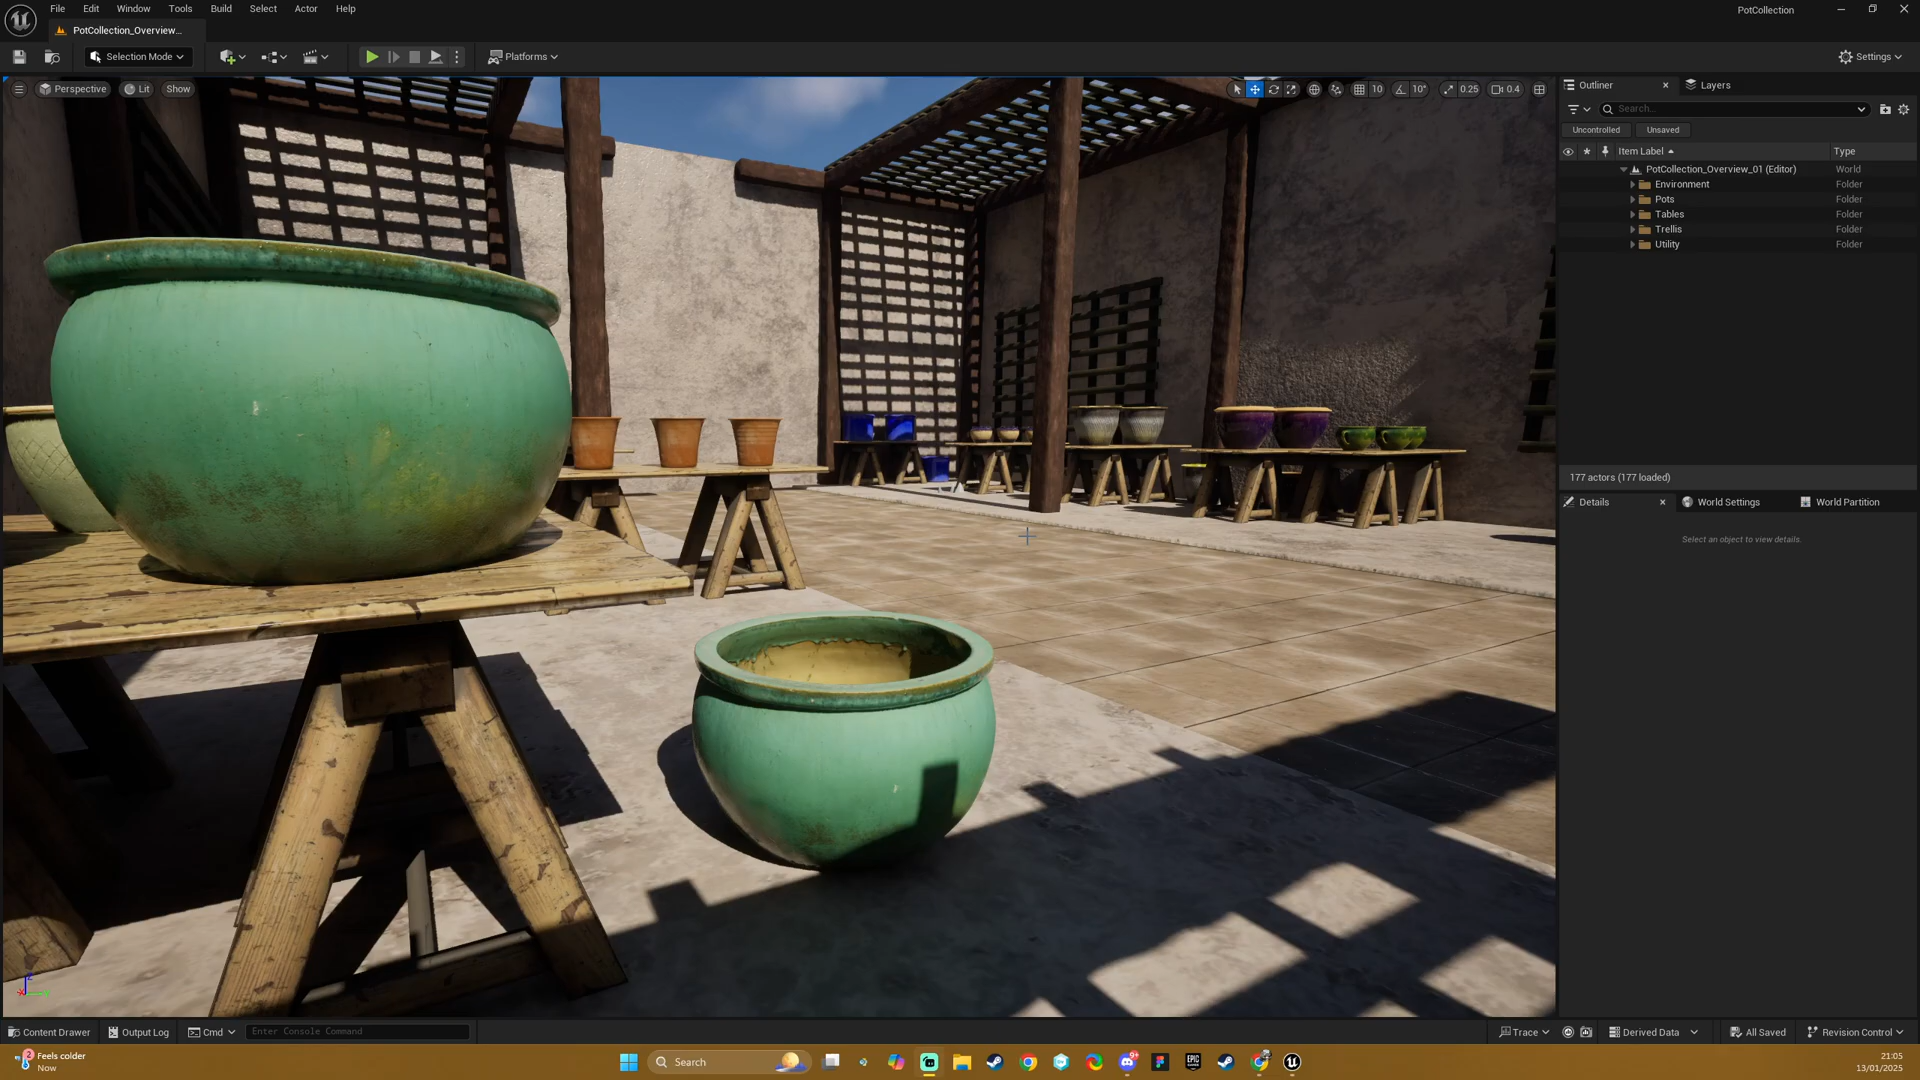 File Edit Window Tools Build Select Actor Help
PotCollection
PotCollection_Overview...
Selection Mode
Platforms
Settings
Perspective
Lit
Show
10
10°
0.25
0.4
Outliner
Layers
Search...
Uncontrolled
Unsaved
Item Label
Type
PotCollection_Overview_01 (Editor) World
Environment Folder
Pots Folder
Tables Folder
Trellis Folder
Utility Folder
177 actors (177 loaded)
Details
World Settings
World Partition
Select an object to view details.
Content Drawer
Output Log
Cmd
Enter Console Command
Trace
Derived Data
All Saved
Revision Control
Feels colder
Now
Search
21:05
13/01/2025